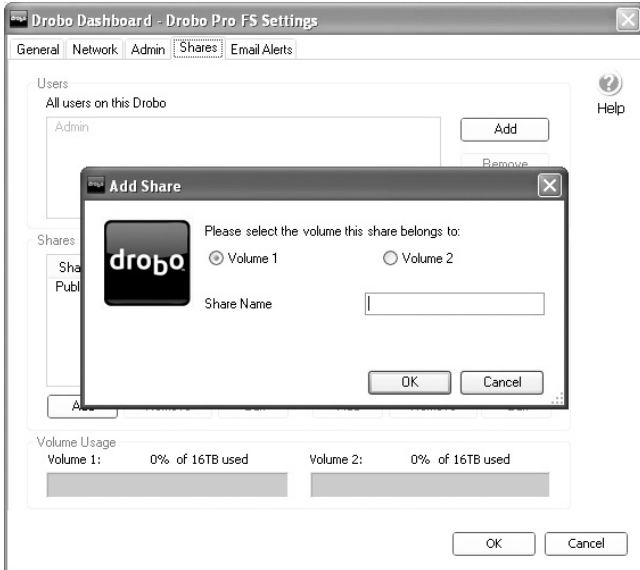 Drobo Dashboard - Drobo Pro FS Settings
General Network Admin Shares Email Alerts
Users
All users on this Drobo
Admin
Add
Remove
Help
Add Share
drobo
Please select the volume this share belongs to:
Volume 1 Volume 2
Share Name
OK Cancel
Shares
Sha
Publ
Volume Usage
Volume 1: 0% of 16TB used Volume 2: 0% of 16TB used
OK Cancel